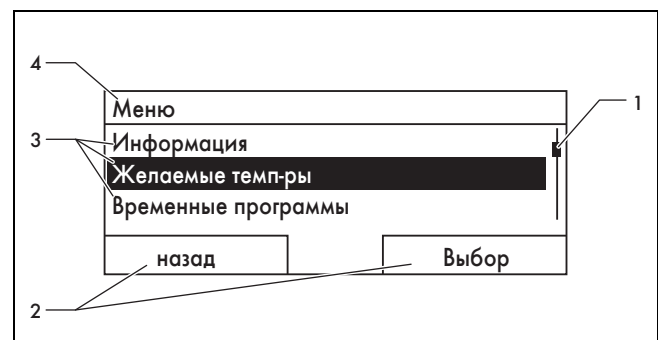 4
Меню
1
3
Информация
Желаемые темп-ры
Временные программы
назад Выбор
2